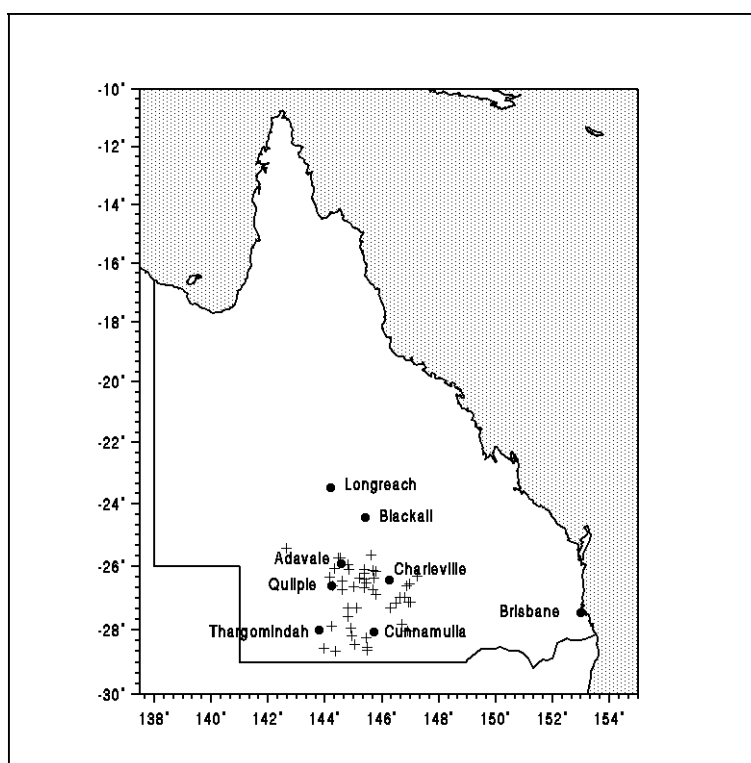 -10°
-12°
-14°
-16°
-18°
-20°
-22°
-24°
-26°
-28°
-30°
Longreach
Blackall
Adavale
Charleville
Quilpie
Brisbane
Thargomindah
Cunnamulla
138° 140° 142° 144° 146° 148° 150° 152° 154°